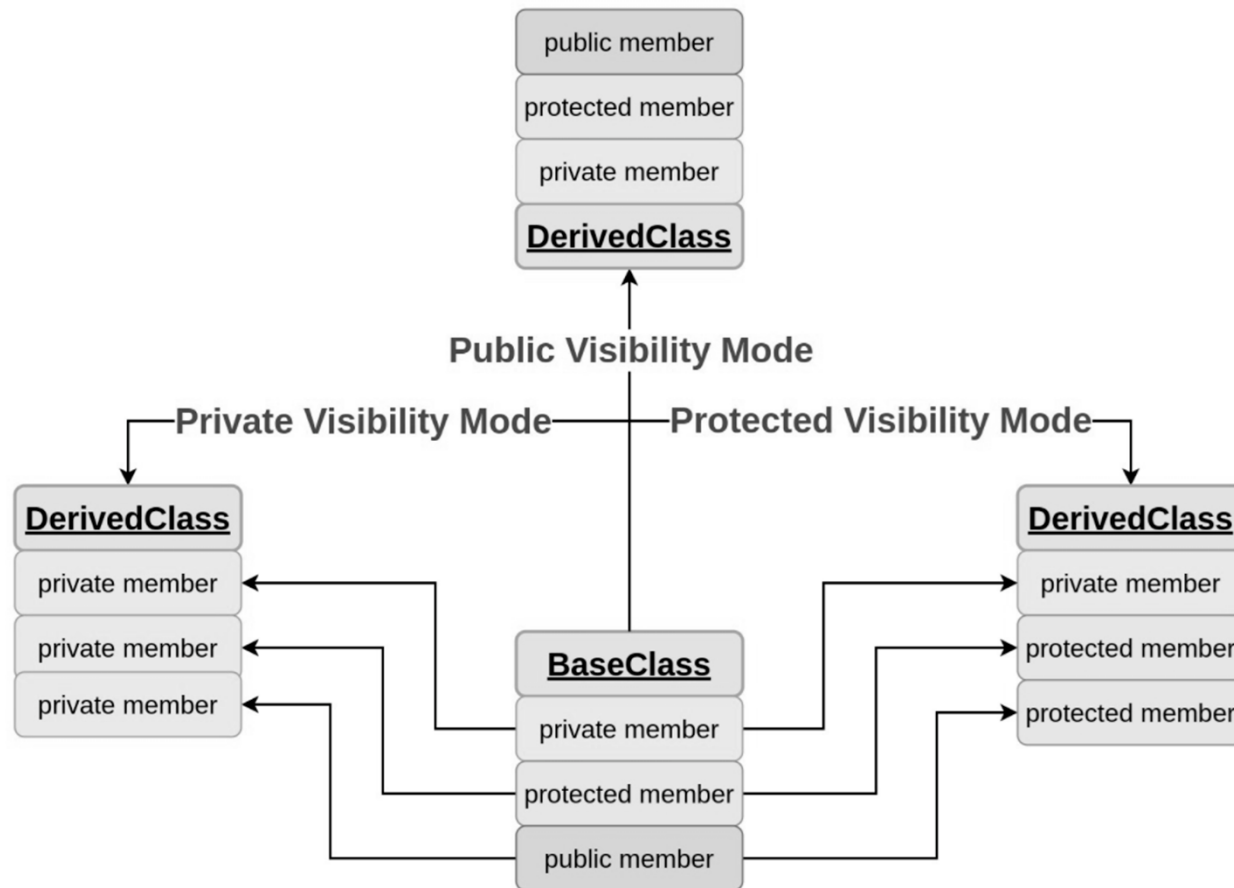 public member
protected member
private member
DerivedClass
Public Visibility Mode
Private Visibility Mode
Protected Visibility Mode
DerivedClass
private member
private member
private member
DerivedClass
private member
protected member
protected member
BaseClass
private member
protected member
public member